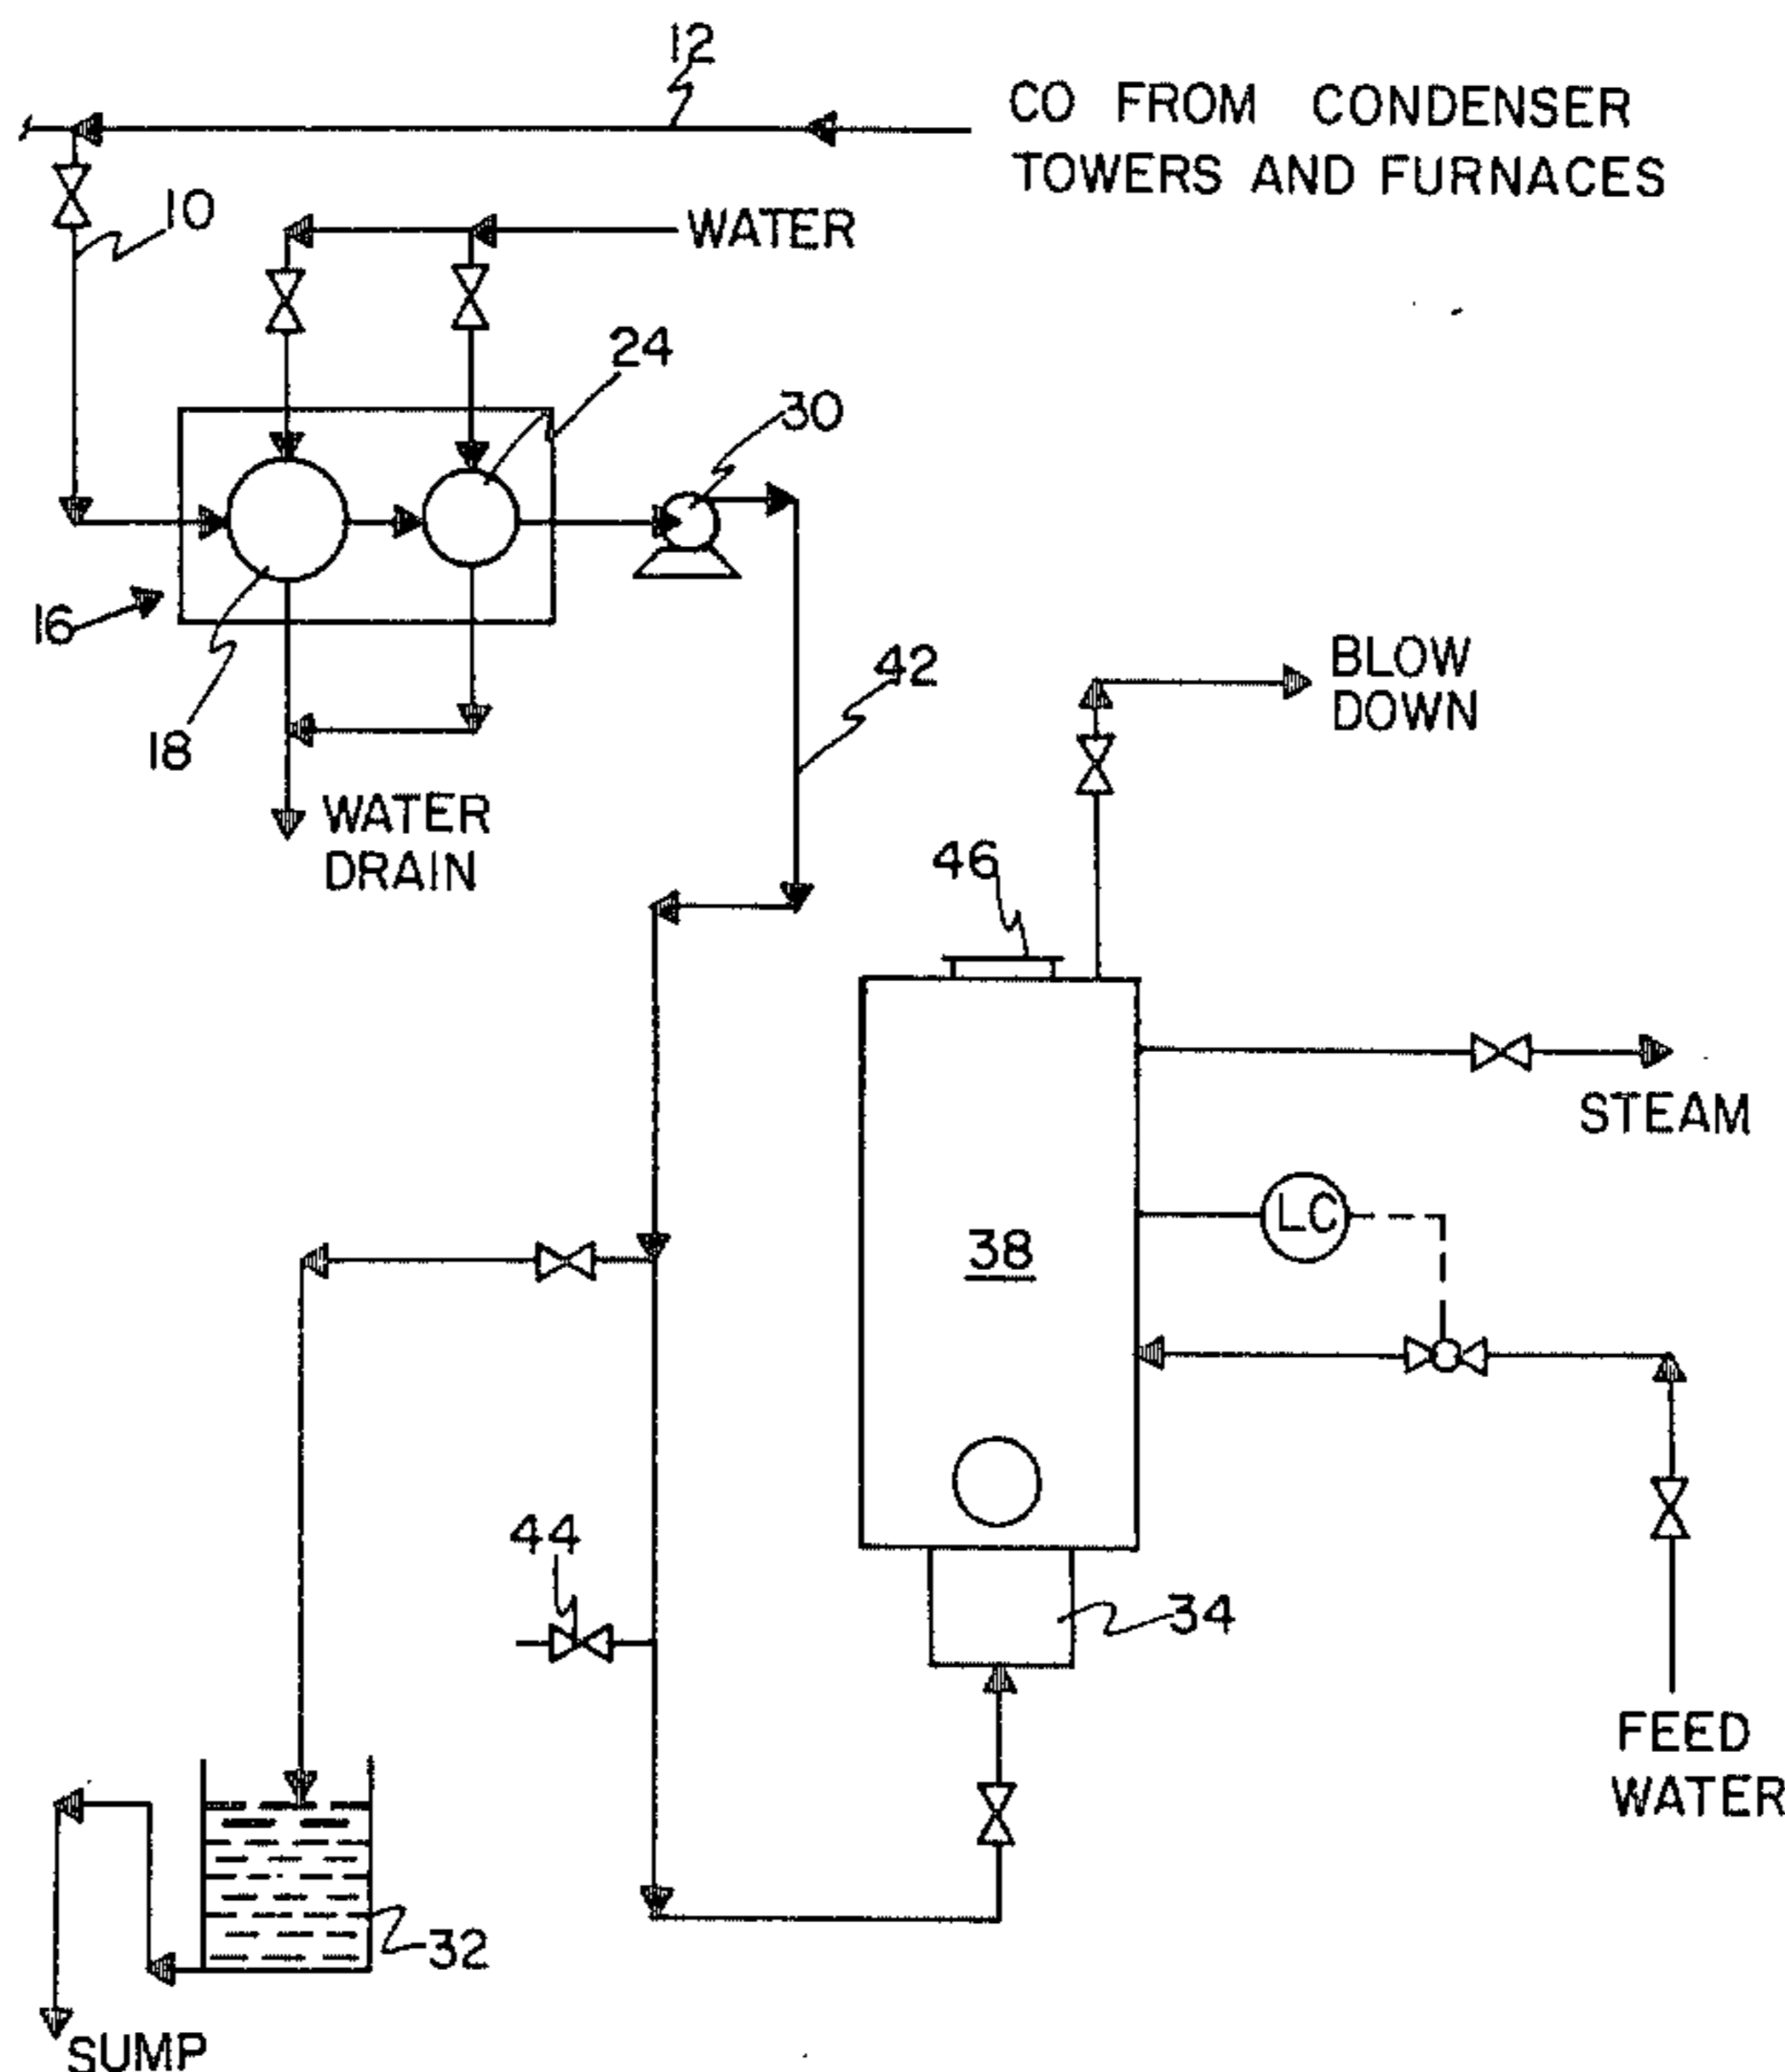 12
CO FROM CONDENSER
TOWERS AND FURNACES
10
WATER
24
30
16
18
42
BLOW
DOWN
WATER
DRAIN
46
STEAM
LC
38
44
34
FEED
WATER
32
SUMP